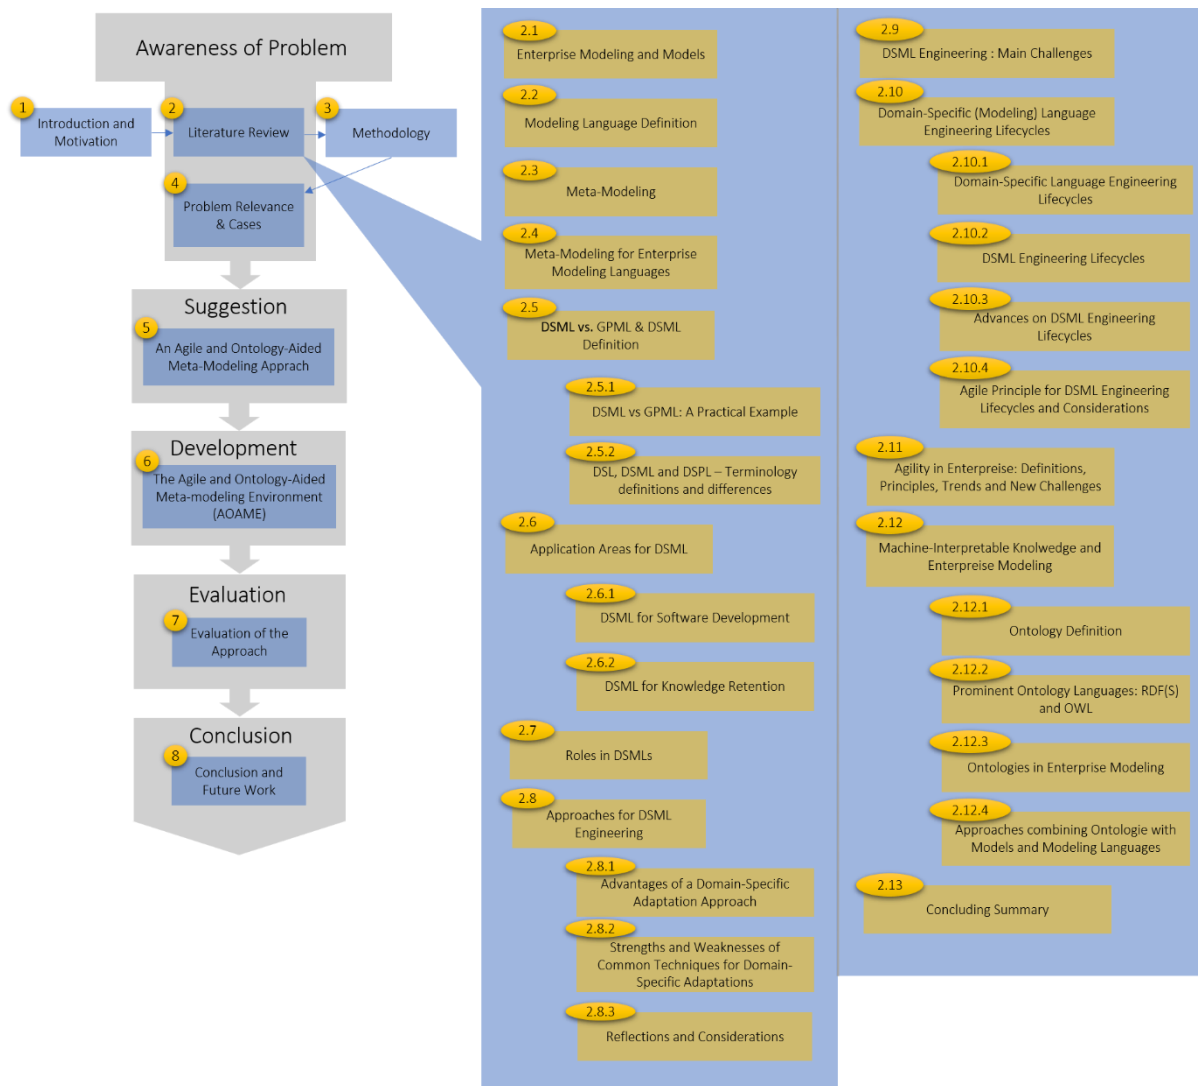 Awareness of Problem
1
Introduction and
Motivation
2
Literature Review
3
Methodology
4
Problem Relevance
& Cases
Suggestion
5
An Agile and Ontology-Aided
Meta-Modeling Apprach
Development
6
The Agile and Ontology-Aided
Meta-modeling Environment
(AOAME)
Evaluation
7
Evaluation of the
Approach
Conclusion
8
Conclusion and
Future Work
2.1
Enterprise Modeling and Models
2.2
Modeling Language Definition
2.3
Meta-Modeling
2.4
Meta-Modeling for Enterprise
Modeling Languages
2.5
DSML vs. GPML & DSML
Definition
2.5.1
DSML vs GPML: A Practical Example
2.5.2
DSL, DSML and DSPL – Terminology
definitions and differences
2.6
Application Areas for DSML
2.6.1
DSML for Software Development
2.6.2
DSML for Knowledge Retention
2.7
Roles in DSMLs
2.8
Approaches for DSML
Engineering
2.8.1
Advantages of a Domain-Specific
Adaptation Approach
2.8.2
Strengths and Weaknesses of
Common Techniques for Domain-
Specific Adaptations
2.8.3
Reflections and Considerations
2.9
DSML Engineering : Main Challenges
2.10
Domain-Specific (Modeling) Language
Engineering Lifecycles
2.10.1
Domain-Specific Language Engineering
Lifecycles
2.10.2
DSML Engineering Lifecycles
2.10.3
Advances on DSML Engineering
Lifecycles
2.10.4
Agile Principle for DSML Engineering
Lifecycles and Considerations
2.11
Agility in Enterpreise: Definitions,
Principles, Trends and New Challenges
2.12
Machine-Interpretable Knolwedge and
Enterpreise Modeling
2.12.1
Ontology Definition
2.12.2
Prominent Ontology Languages: RDF(S)
and OWL
2.12.3
Ontologies in Enterprise Modeling
2.12.4
Approaches combining Ontologie with
Models and Modeling Languages
2.13
Concluding Summary